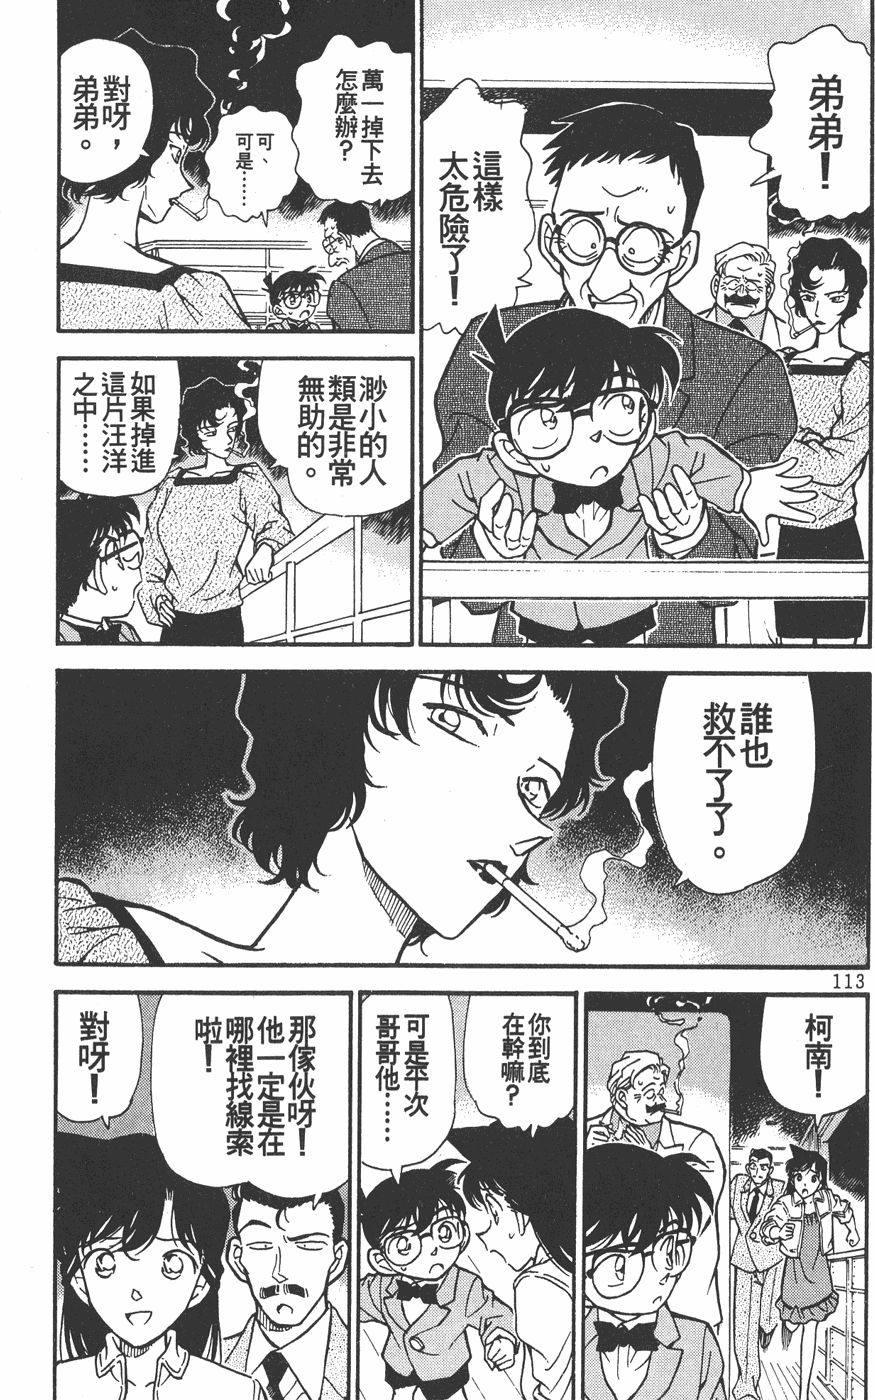 弟弟！
這樣
太危險了！
萬一掉下去
怎麼辦？
可、
可是……
對呀，
弟弟。
渺小的人
類是非常
無助的。
如果掉進
這片汪洋
之中……
誰也
救不了了。
113
柯南！
你到底
在幹嘛？
可是平次
哥哥他……
那傢伙呀！
他一定是在
哪裡找線索
啦！
對呀！